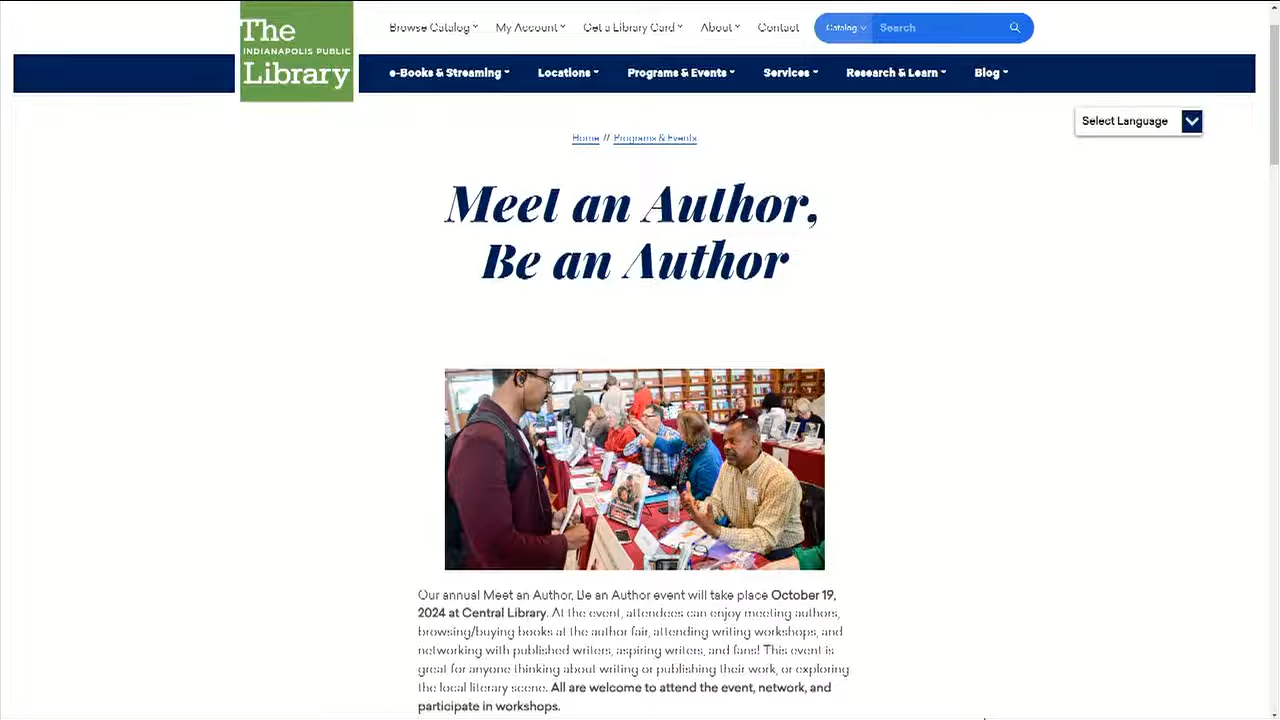 The
INDIANAPOLIS PUBLIC
Library
Browse Catalog My Account Get a Library Card About Contact Catalog Search
e-Books & Streaming Locations Programs & Events Services Research & Learn Blog
Select Language
Home // Programs & Events
Meet an Author,
Be an Author
Our annual Meet an Author, Be an Author event will take place October 19,
2024 at Central Library. At the event, attendees can enjoy meeting authors,
browsing/buying books at the author fair, attending writing workshops, and
networking with published writers, aspiring writers, and fans! This event is
great for anyone thinking about writing or publishing their work, or exploring
the local literary scene. All are welcome to attend the event, network, and
participate in workshops.